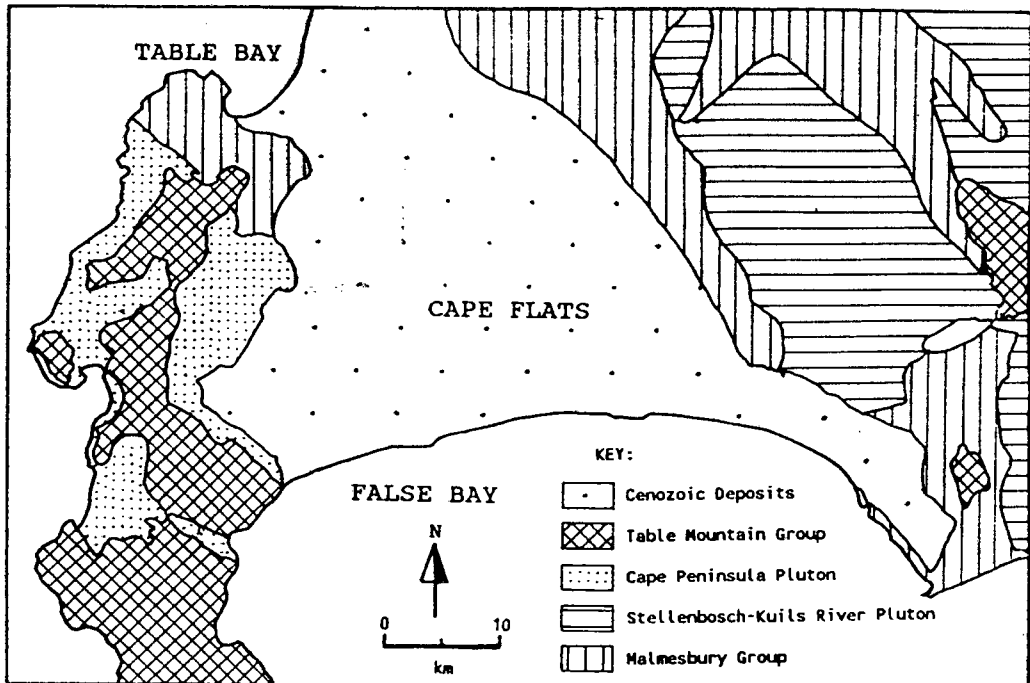 TABLE BAY
CAPE FLATS
FALSE BAY
N
0 10
km
KEY:
Cenozoic Deposits
Table Mountain Group
Cape Peninsula Pluton
Stellenbosch-Kuils River Pluton
Malmesbury Group